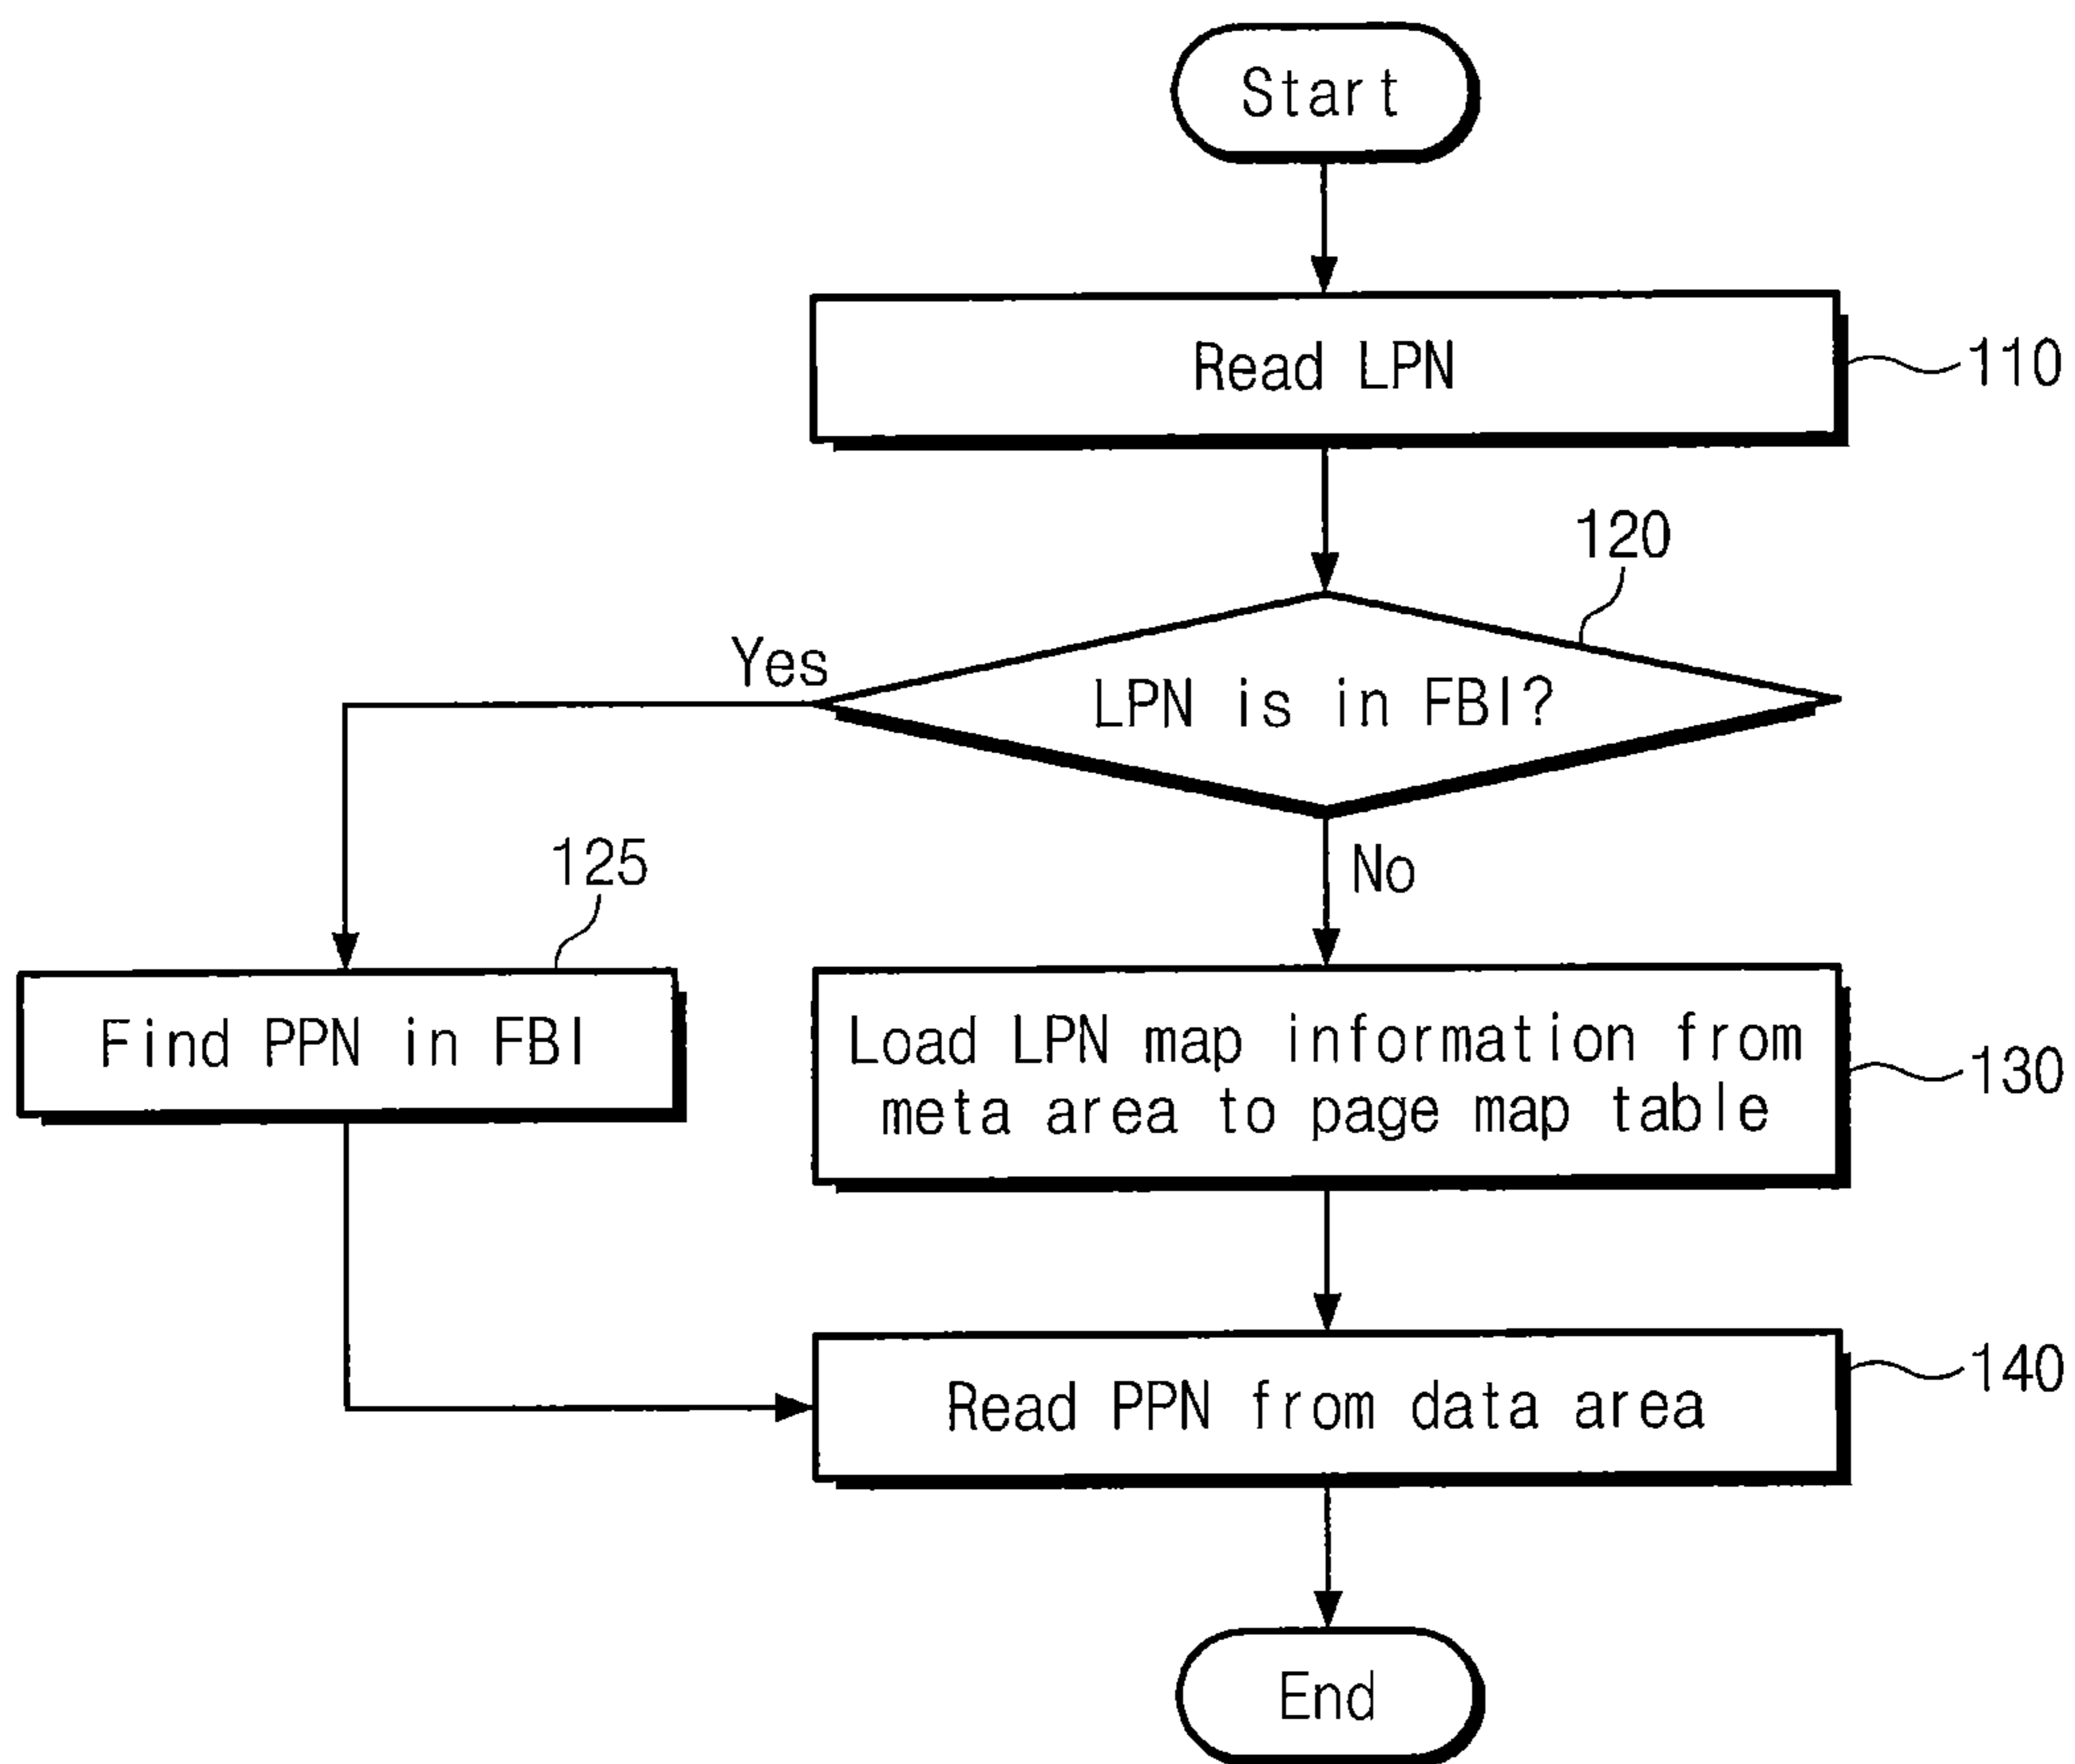 Start
Read LPN
110
120
LPN is in FBI?
Yes
No
125
Find PPN in FBI
Load LPN map information from
meta area to page map table
130
Read PPN from data area
140
End